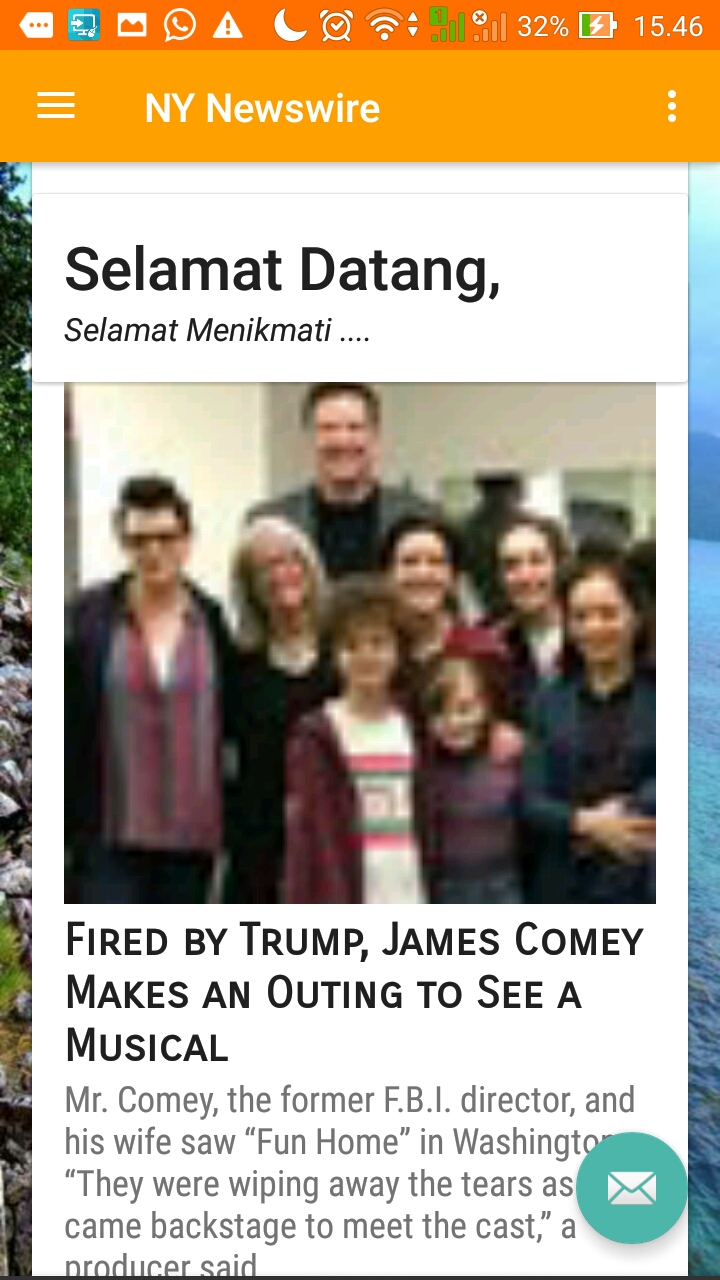 32% 15.46
NY Newswire
Selamat Datang,
Selamat Menikmati ....
FIRED BY TRUMP, JAMES COMEY
MAKES AN OUTING TO SEE A
MUSICAL
Mr. Comey, the former F.B.I. director, and
his wife saw “Fun Home” in Washington
“They were wiping away the tears as
came backstage to meet the cast,” a
producer said